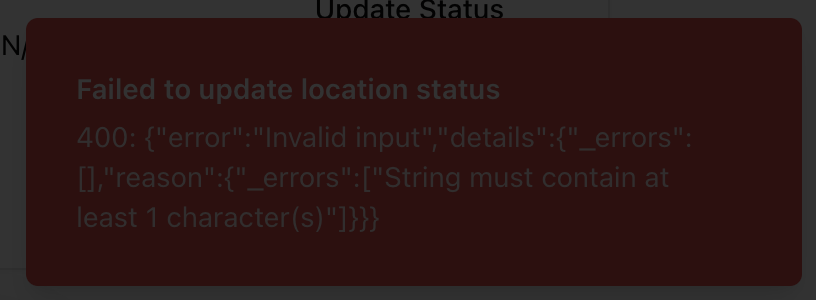 Update Status
N/
Failed to update location status
400: {"error":"Invalid input","details":{"_errors":
[],"reason":{"_errors":["String must contain at
least 1 character(s)"]}}}